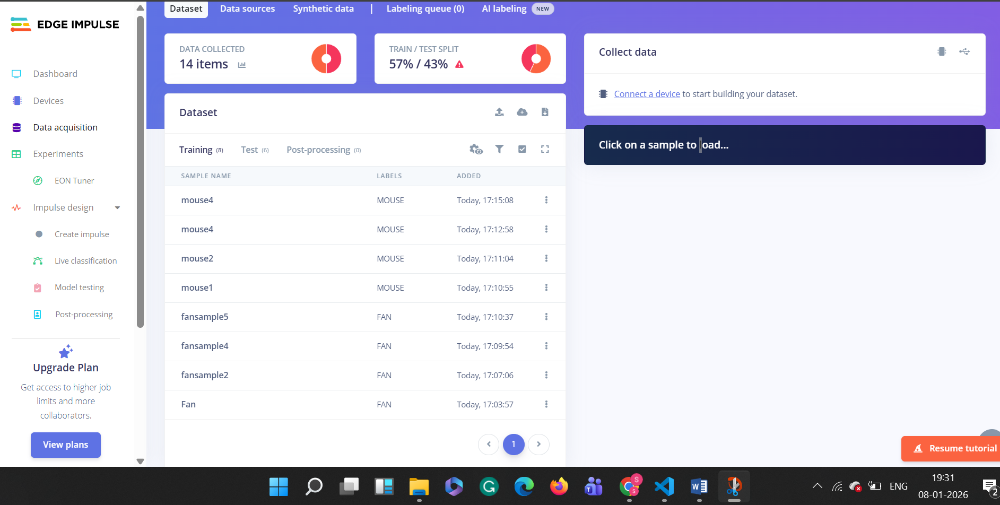 EDGE IMPULSE
Dashboard
Devices
Data acquisition
Experiments
EON Tuner
Impulse design
Create impulse
Live classification
Model testing
Post-processing
Upgrade Plan
Get access to higher job
limits and more
collaborators.
View plans
Dataset Data sources Synthetic data | Labeling queue (0) AI labeling NEW
DATA COLLECTED
14 items
TRAIN / TEST SPLIT
57% / 43%
Dataset
Training (8) Test (6) Post-processing (0)
SAMPLE NAME LABELS ADDED
mouse4 MOUSE Today, 17:15:08
mouse4 MOUSE Today, 17:12:58
mouse2 MOUSE Today, 17:11:04
mouse1 MOUSE Today, 17:10:55
fansample5 FAN Today, 17:10:37
fansample4 FAN Today, 17:09:54
fansample2 FAN Today, 17:07:06
Fan FAN Today, 17:03:57
1
Collect data
Connect a device to start building your dataset.
Click on a sample to load...
Resume tutorial
S
S
T
W
G
ENG
19:31
08-01-2026
2